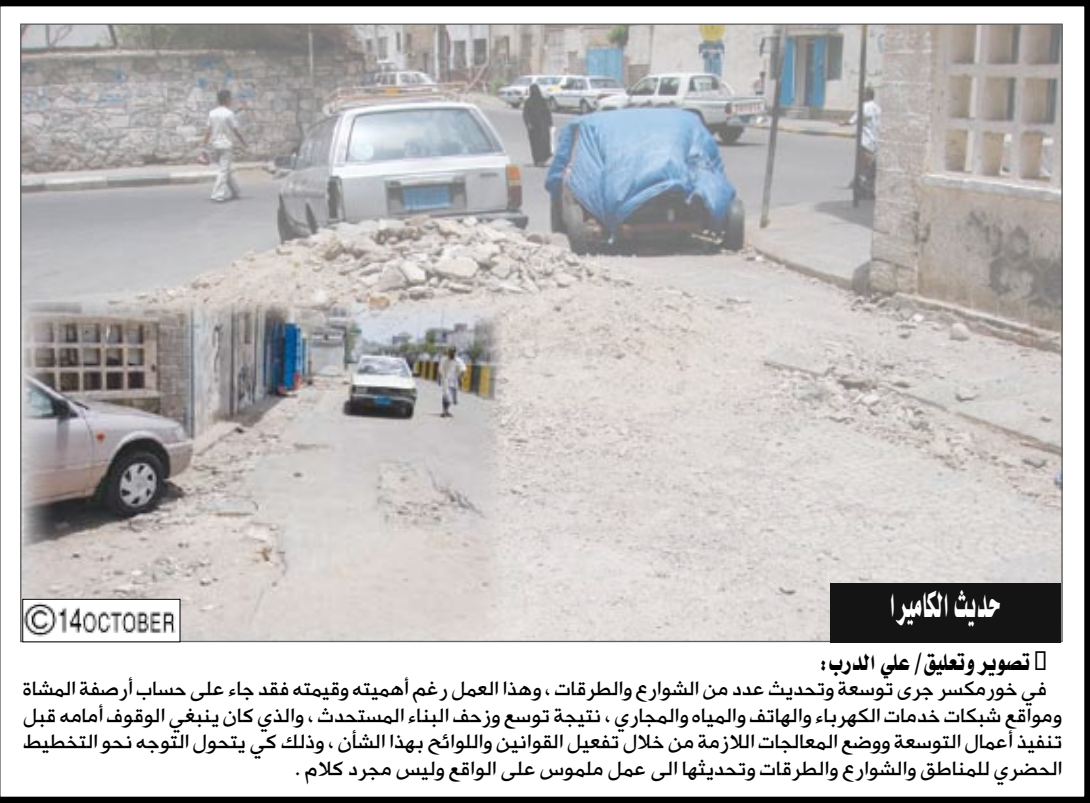 ©14OCTOBER
حديث الكاميرا
تصوير وتعليق/ علي الدرب:
في خورمكسر جرى توسعة وتحديث عدد من الشوارع والطرقات ، وهذا العمل رغم أهميته وقيمته فقد جاء على حساب أرصفة المشاة
ومواقع شبكات خدمات الكهرباء والهاتف والمياه والمجاري ، نتيجة توسع وزحف البناء المستحدث ، والذي كان ينبغي الوقوف أمامه قبل
تنفيذ أعمال التوسعة ووضع المعالجات اللازمة من خلال تفعيل القوانين واللوائح بهذا الشأن ، وذلك كي يتحول التوجه نحو التخطيط
الحضري للمناطق والشوارع والطرقات وتحديثها الى عمل ملموس على الواقع وليس مجرد كلام .